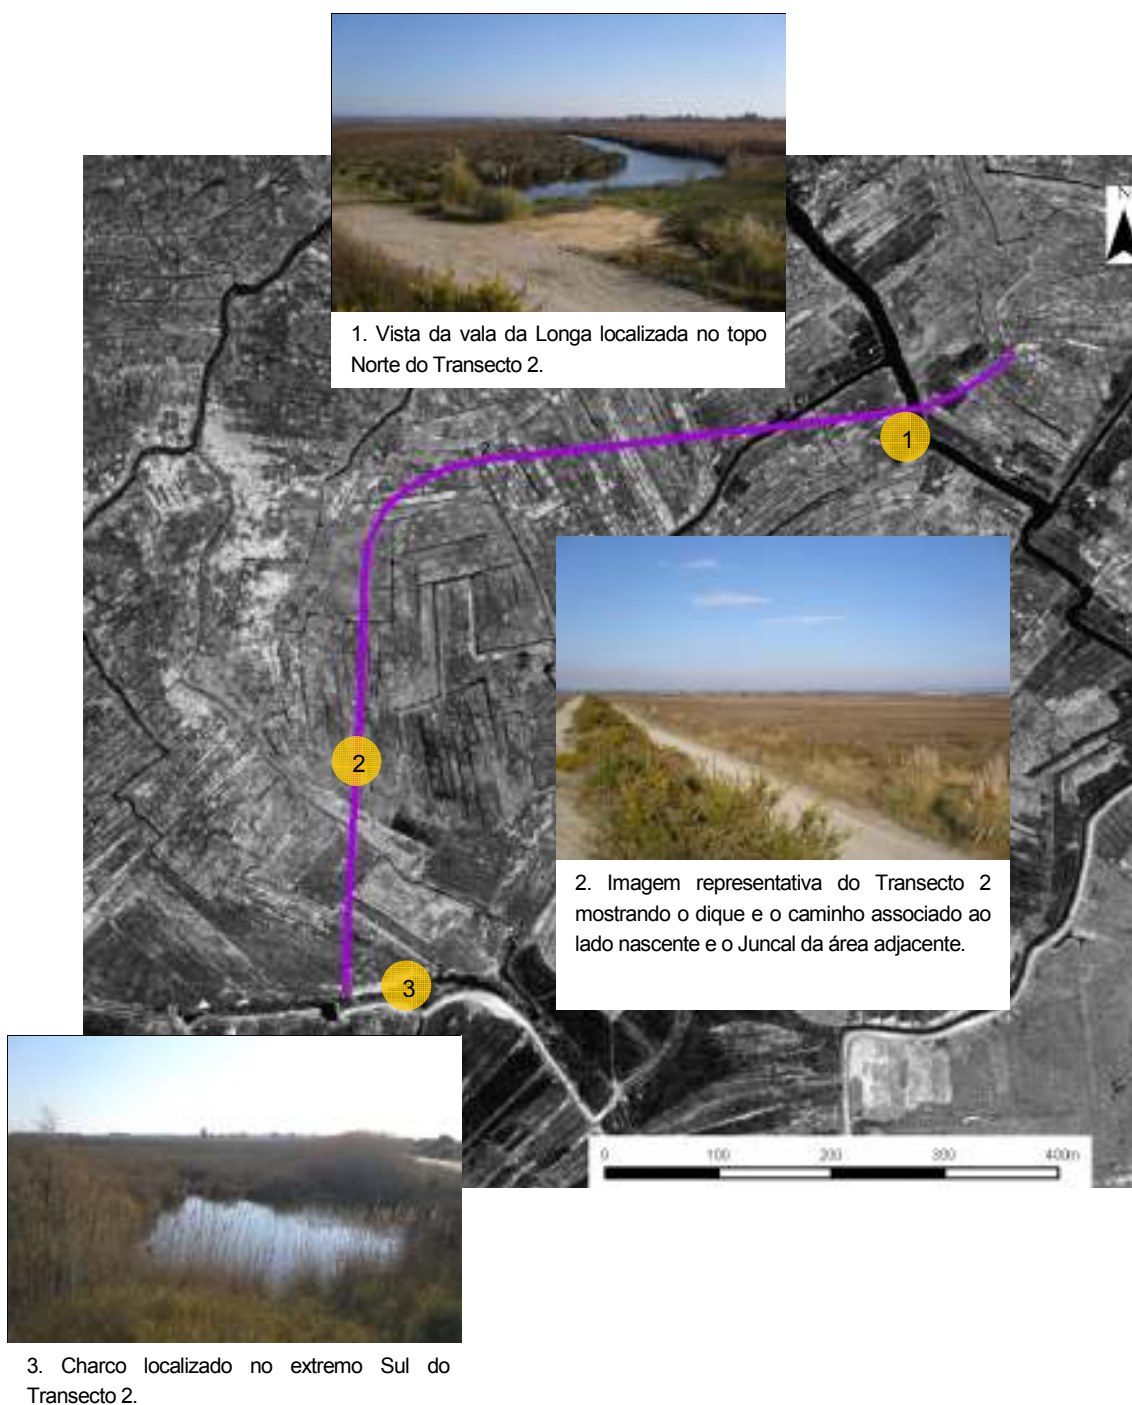 1. Vista da vala da Longa localizada no topo
Norte do Transecto 2.
N
1
2
2. Imagem representativa do Transecto 2
mostrando o dique e o caminho associado ao
lado nascente e o Juncal da área adjacente.
3
0 100 200 300 400m
3. Charco localizado no extremo Sul do
Transecto 2.